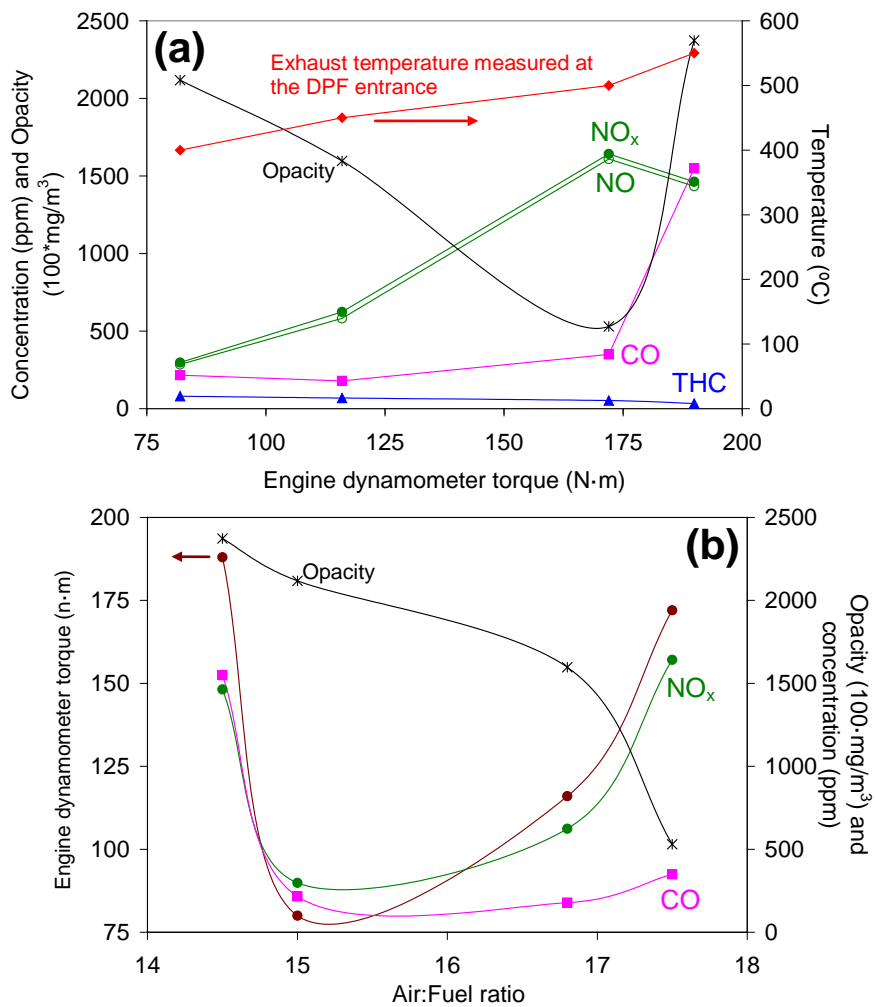 (a)
Exhaust temperature measured at
the DPF entrance
Opacity
NOx
NO
CO
THC
2500
2000
1500
1000
500
0
600
500
400
300
200
100
0
75
100
125
150
175
200
Concentration (ppm) and Opacity
(100*mg/m³)
Temperature (ºC)
Engine dynamometer torque (N·m)
(b)
Opacity
NOx
CO
200
175
150
125
100
75
2500
2000
1500
1000
500
0
14
15
16
17
18
Engine dynamometer torque (n·m)
Opacity (100·mg/m³) and
concentration (ppm)
Air:Fuel ratio